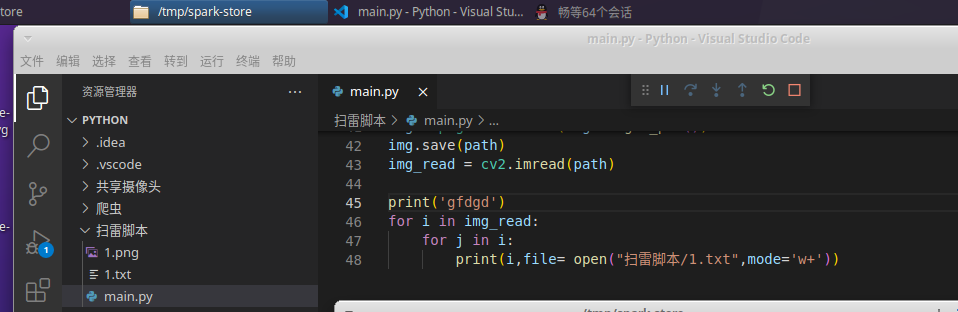 tore
/tmp/spark-store
main.py - Python - Visual Stu...
畅等64个会话
main.py - Python - Visual Studio Code
文件 编辑 选择 查看 转到 运行 终端 帮助
资源管理器
main.py
PYTHON
扫雷脚本 > main.py > ...
.idea
.vscode
共享摄像头
爬虫
扫雷脚本
1.png
1.txt
main.py
1
42 img.save(path)
43 img_read = cv2.imread(path)
44
45 print('gfdgd')
46 for i in img_read:
47 for j in i:
48 print(i,file= open("扫雷脚本/1.txt",mode='w+'))